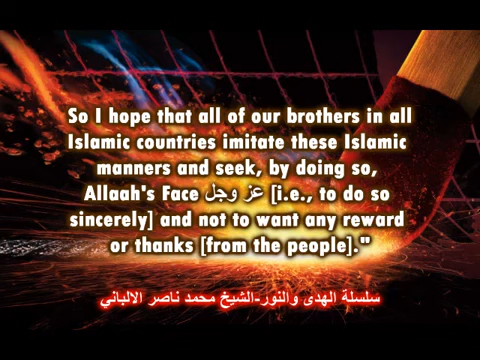 So I hope that all of our brothers in all
Islamic countries imitate these Islamic
manners and seek, by doing so,
Allaah's Face عز وجل [i.e., to do so
sincerely] and not to want any reward
or thanks [from the people]."
سلسلة الهدى والنور-الشيخ محمد ناصر الالباني